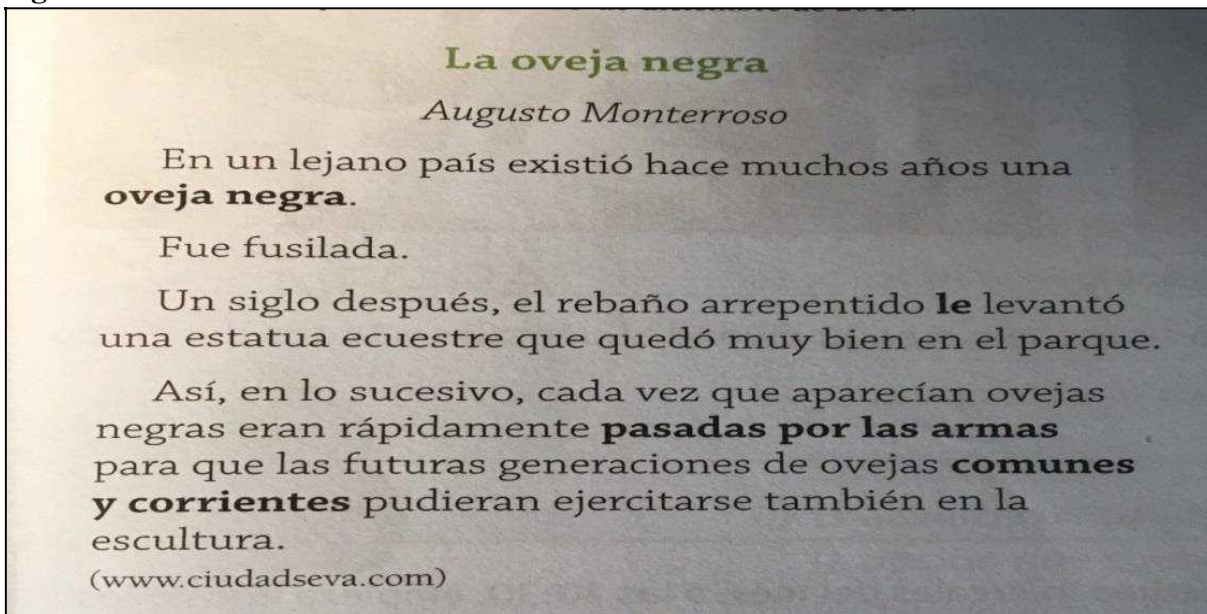 La oveja negra
Augusto Monterroso
En un lejano país existió hace muchos años una
oveja negra.
Fue fusilada.
Un siglo después, el rebaño arrepentido le levantó
una estatua ecuestre que quedó muy bien en el parque.
Así, en lo sucesivo, cada vez que aparecían ovejas
negras eran rápidamente pasadas por las armas
para que las futuras generaciones de ovejas comunes
y corrientes pudieran ejercitarse también en la
escultura.
(www.ciudadseva.com)